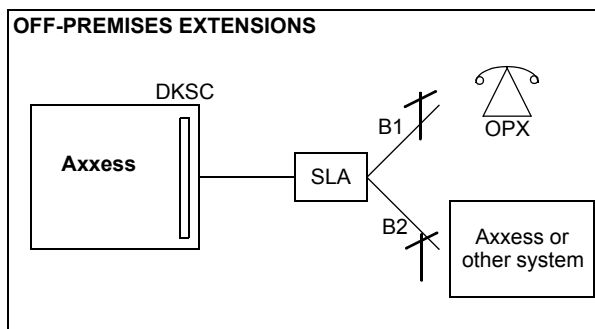 OFF-PREMISES EXTENSIONS
DKSC
Axxess
SLA
B1
OPX
B2
Axxess or
other system